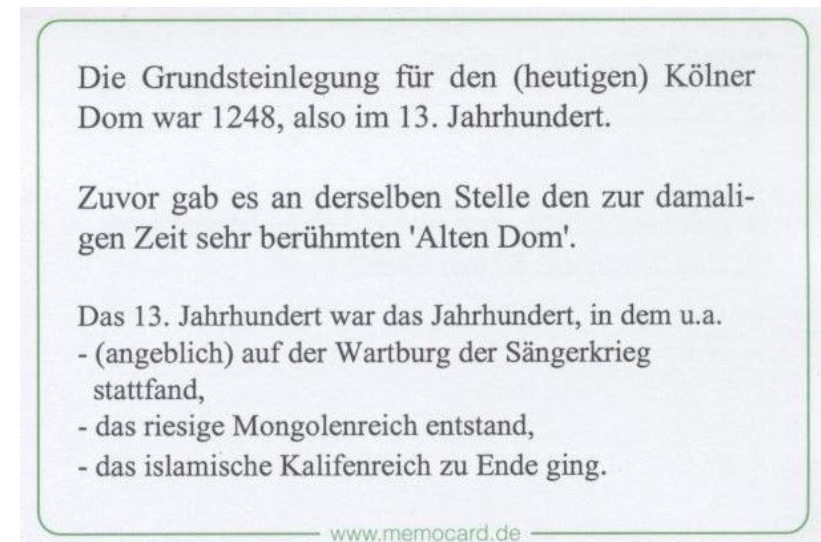 Die Grundsteinlegung für den (heutigen) Kölner
Dom war 1248, also im 13. Jahrhundert.
Zuvor gab es an derselben Stelle den zur damali-
gen Zeit sehr berühmten 'Alten Dom'.
Das 13. Jahrhundert war das Jahrhundert, in dem u.a.
- (angeblich) auf der Wartburg der Sängerkrieg
stattfand,
- das riesige Mongolenreich entstand,
- das islamische Kalifenreich zu Ende ging.
www.memocard.de